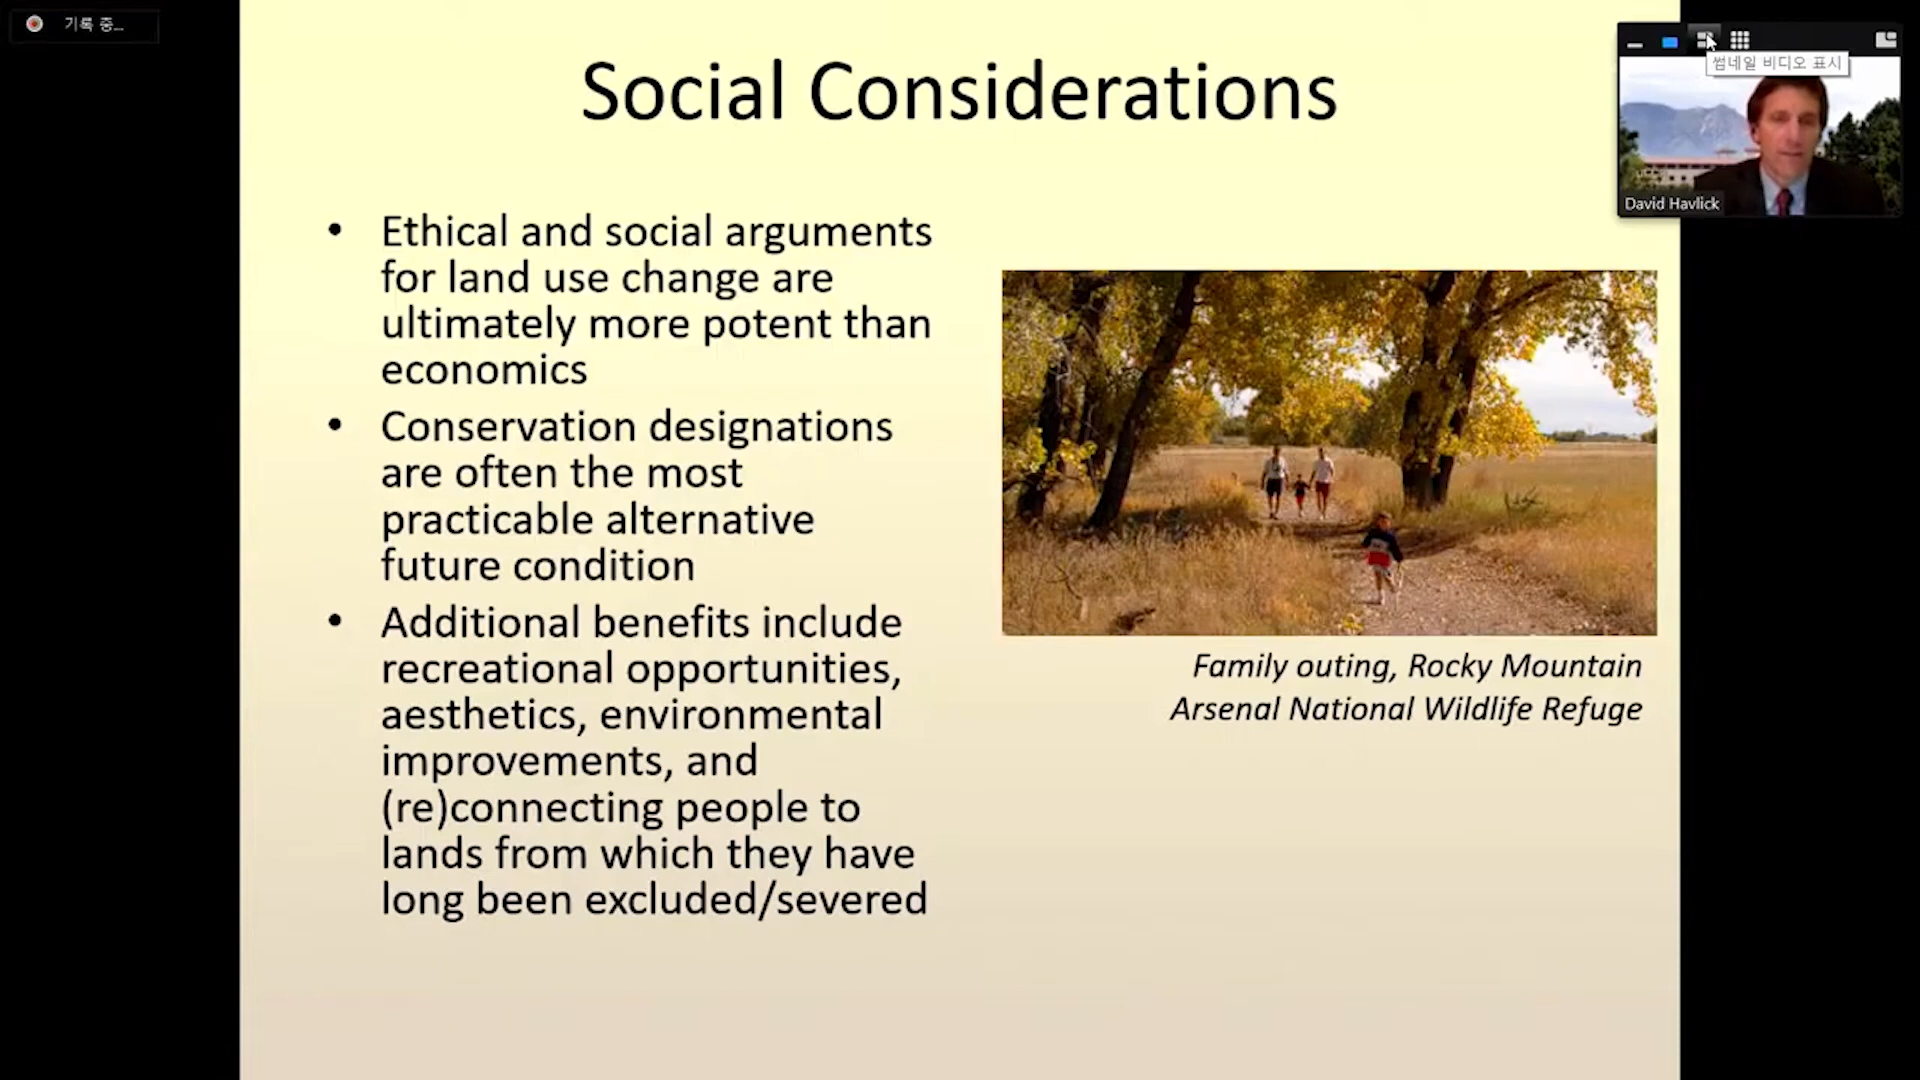 기록 중...
Social Considerations
썸네일 비디오 표시
UCCS
David Havlick
• Ethical and social arguments
for land use change are
ultimately more potent than
economics
• Conservation designations
are often the most
practicable alternative
future condition
• Additional benefits include
recreational opportunities,
aesthetics, environmental
improvements, and
(re)connecting people to
lands from which they have
long been excluded/severed
Family outing, Rocky Mountain
Arsenal National Wildlife Refuge